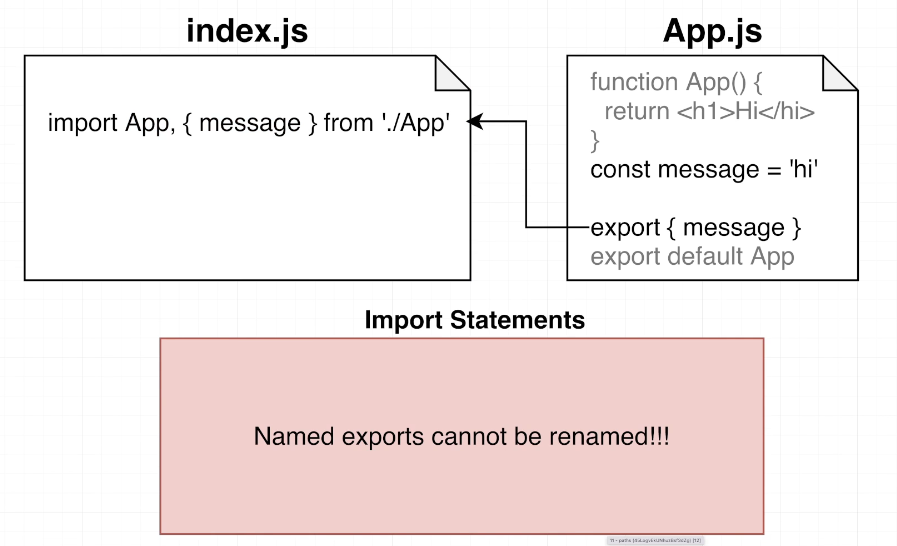 index.js
import App, { message } from './App'
App.js
function App() {
return <h1>Hi</hi>
}
const message = 'hi'
export { message }
export default App
Import Statements
Named exports cannot be renamed!!!